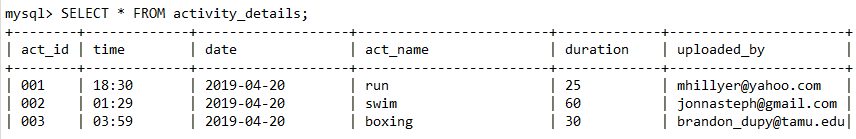 mysql> SELECT * FROM activity_details;
+--------+-------------+----------------+------------------------+-------------+----------------------+
| act_id | time | date | act_name | duration | uploaded_by |
+--------+-------------+----------------+------------------------+-------------+----------------------+
| 001 | 18:30 | 2019-04-20 | run | 25 | mhillyer@yahoo.com |
| 002 | 01:29 | 2019-04-20 | swim | 60 | jonnasteph@gmail.com |
| 003 | 03:59 | 2019-04-20 | boxing | 30 | brandon_dupy@tamu.edu|